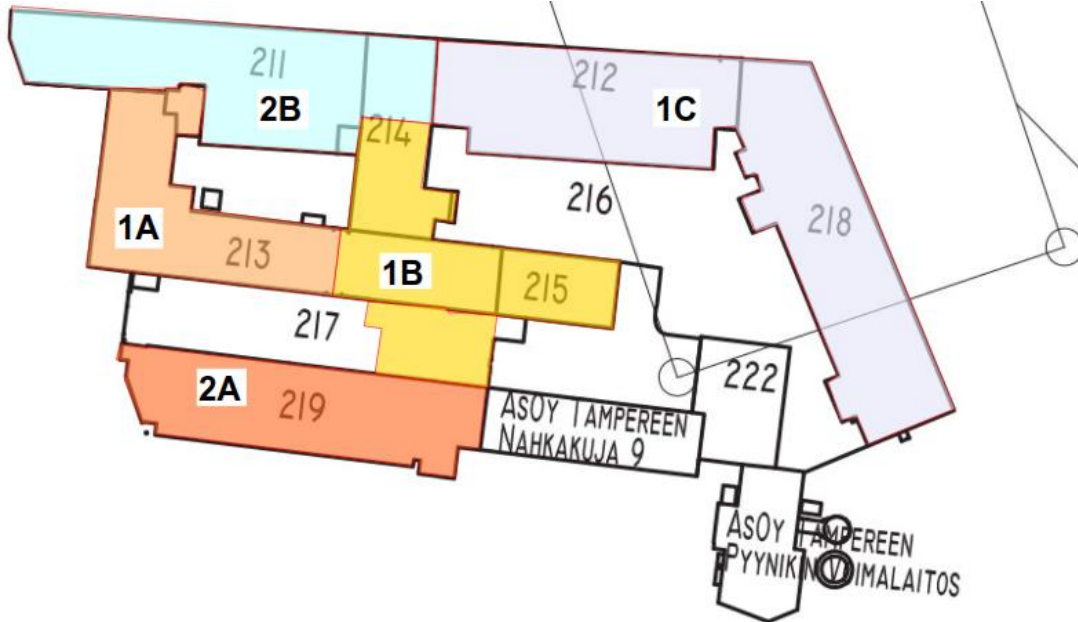 211
2B
212
1C
214
216
218
1A
213
1B
215
217
222
2A
219
ASOY TAMPEREEN
NAHKAKUJA 9
ASOY TAMPEREEN
PYYNIKIN VOIMALAITOS